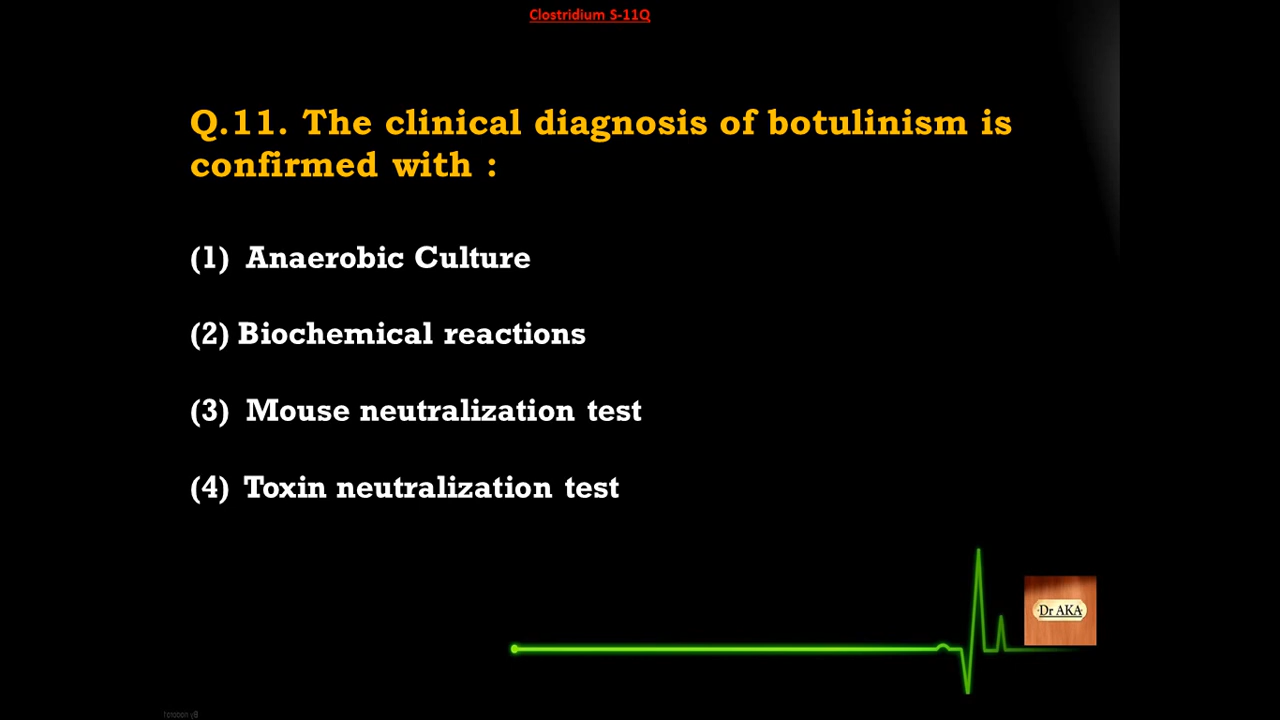 Clostridium S-11Q
Q.11. The clinical diagnosis of botulinism is
confirmed with :
(1) Anaerobic Culture
(2) Biochemical reactions
(3) Mouse neutralization test
(4) Toxin neutralization test
Dr AKA